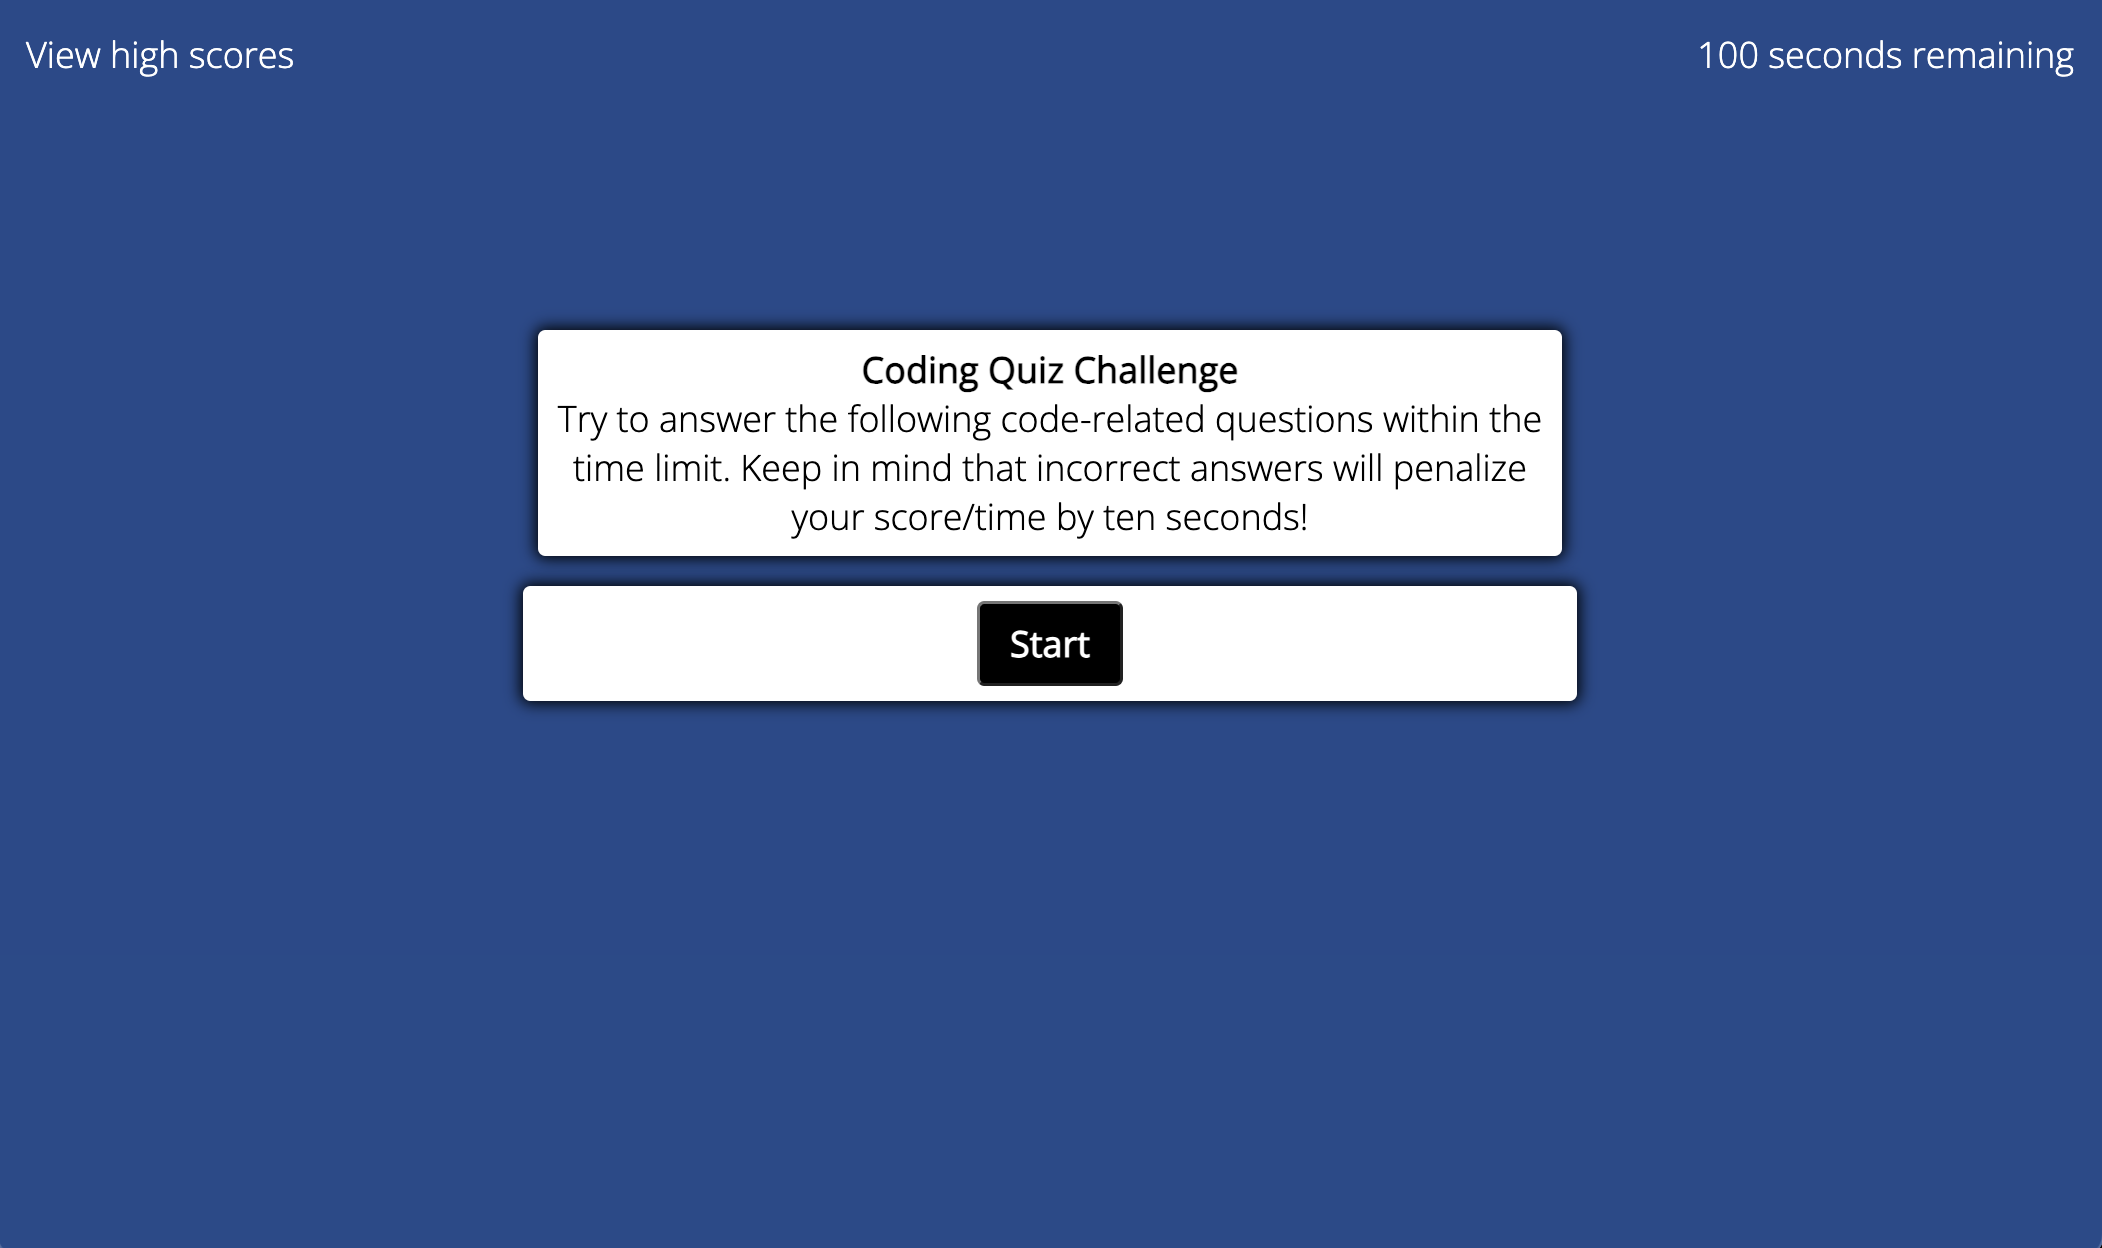 View high scores
100 seconds remaining
Coding Quiz Challenge
Try to answer the following code-related questions within the
time limit. Keep in mind that incorrect answers will penalize
your score/time by ten seconds!
Start